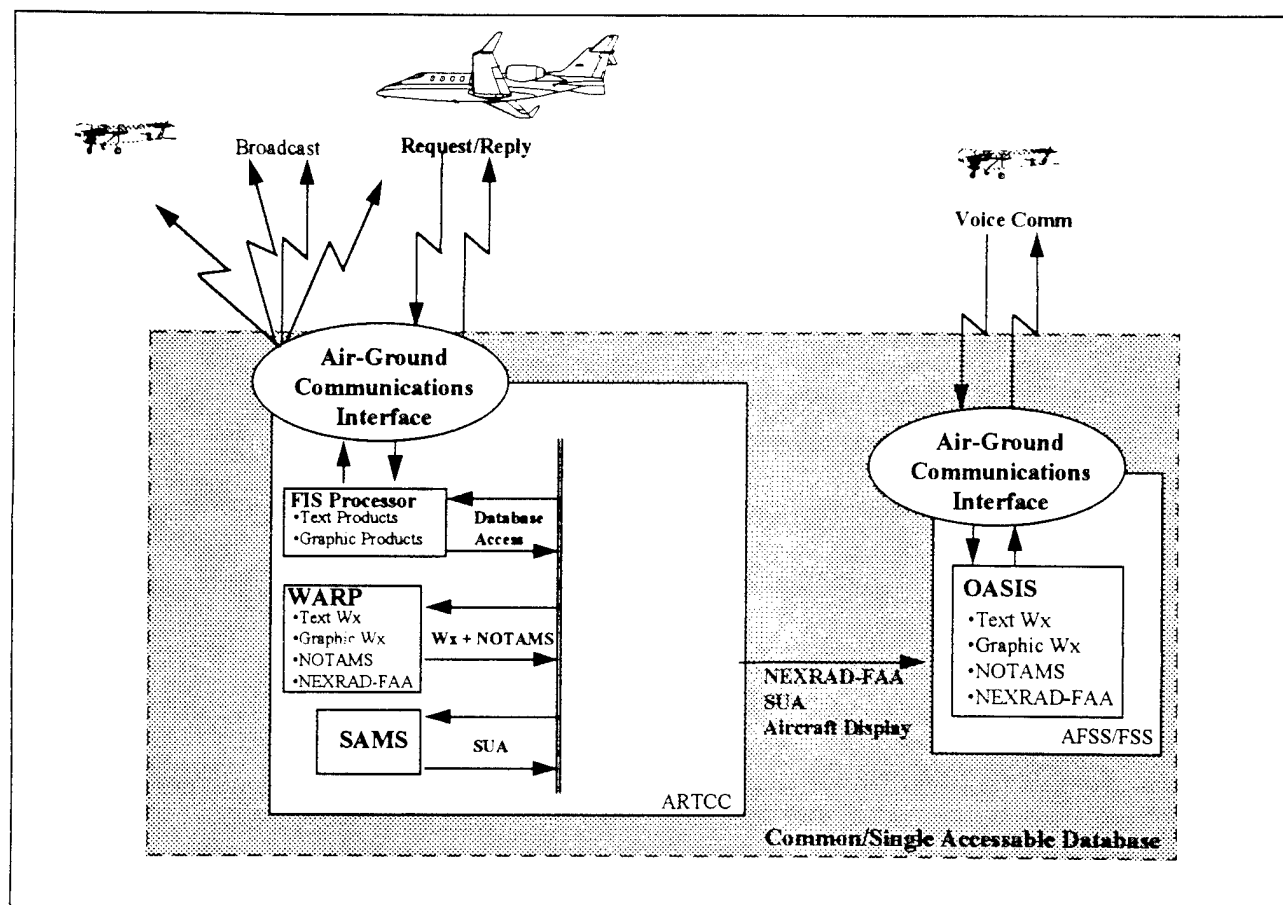 Broadcast
Request/Reply
Voice Comm
Air-Ground
Communications
Interface
FIS Processor
•Text Products
•Graphic Products
Database
Access
WARP
•Text Wx
•Graphic Wx
•NOTAMS
•NEXRAD-FAA
Wx + NOTAMS
SAMS
SUA
ARTCC
NEXRAD-FAA
SUA
Aircraft Display
Air-Ground
Communications
Interface
OASIS
•Text Wx
•Graphic Wx
•NOTAMS
•NEXRAD-FAA
AFSS/FSS
Common/Single Accessable Database